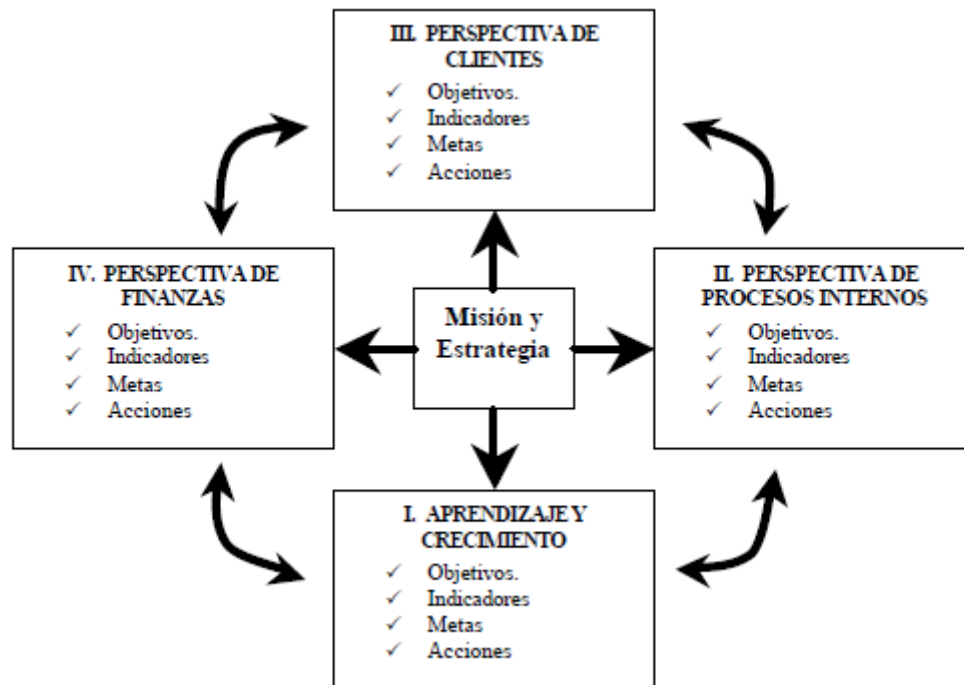 III. PERSPECTIVA DE
CLIENTES
✓ Objetivos.
✓ Indicadores
✓ Metas
✓ Acciones
IV. PERSPECTIVA DE
FINANZAS
✓ Objetivos.
✓ Indicadores
✓ Metas
✓ Acciones
Misión y
Estrategia
II. PERSPECTIVA DE
PROCESOS INTERNOS
✓ Objetivos.
✓ Indicadores
✓ Metas
✓ Acciones
I. APRENDIZAJE Y
CRECIMIENTO
✓ Objetivos.
✓ Indicadores
✓ Metas
✓ Acciones